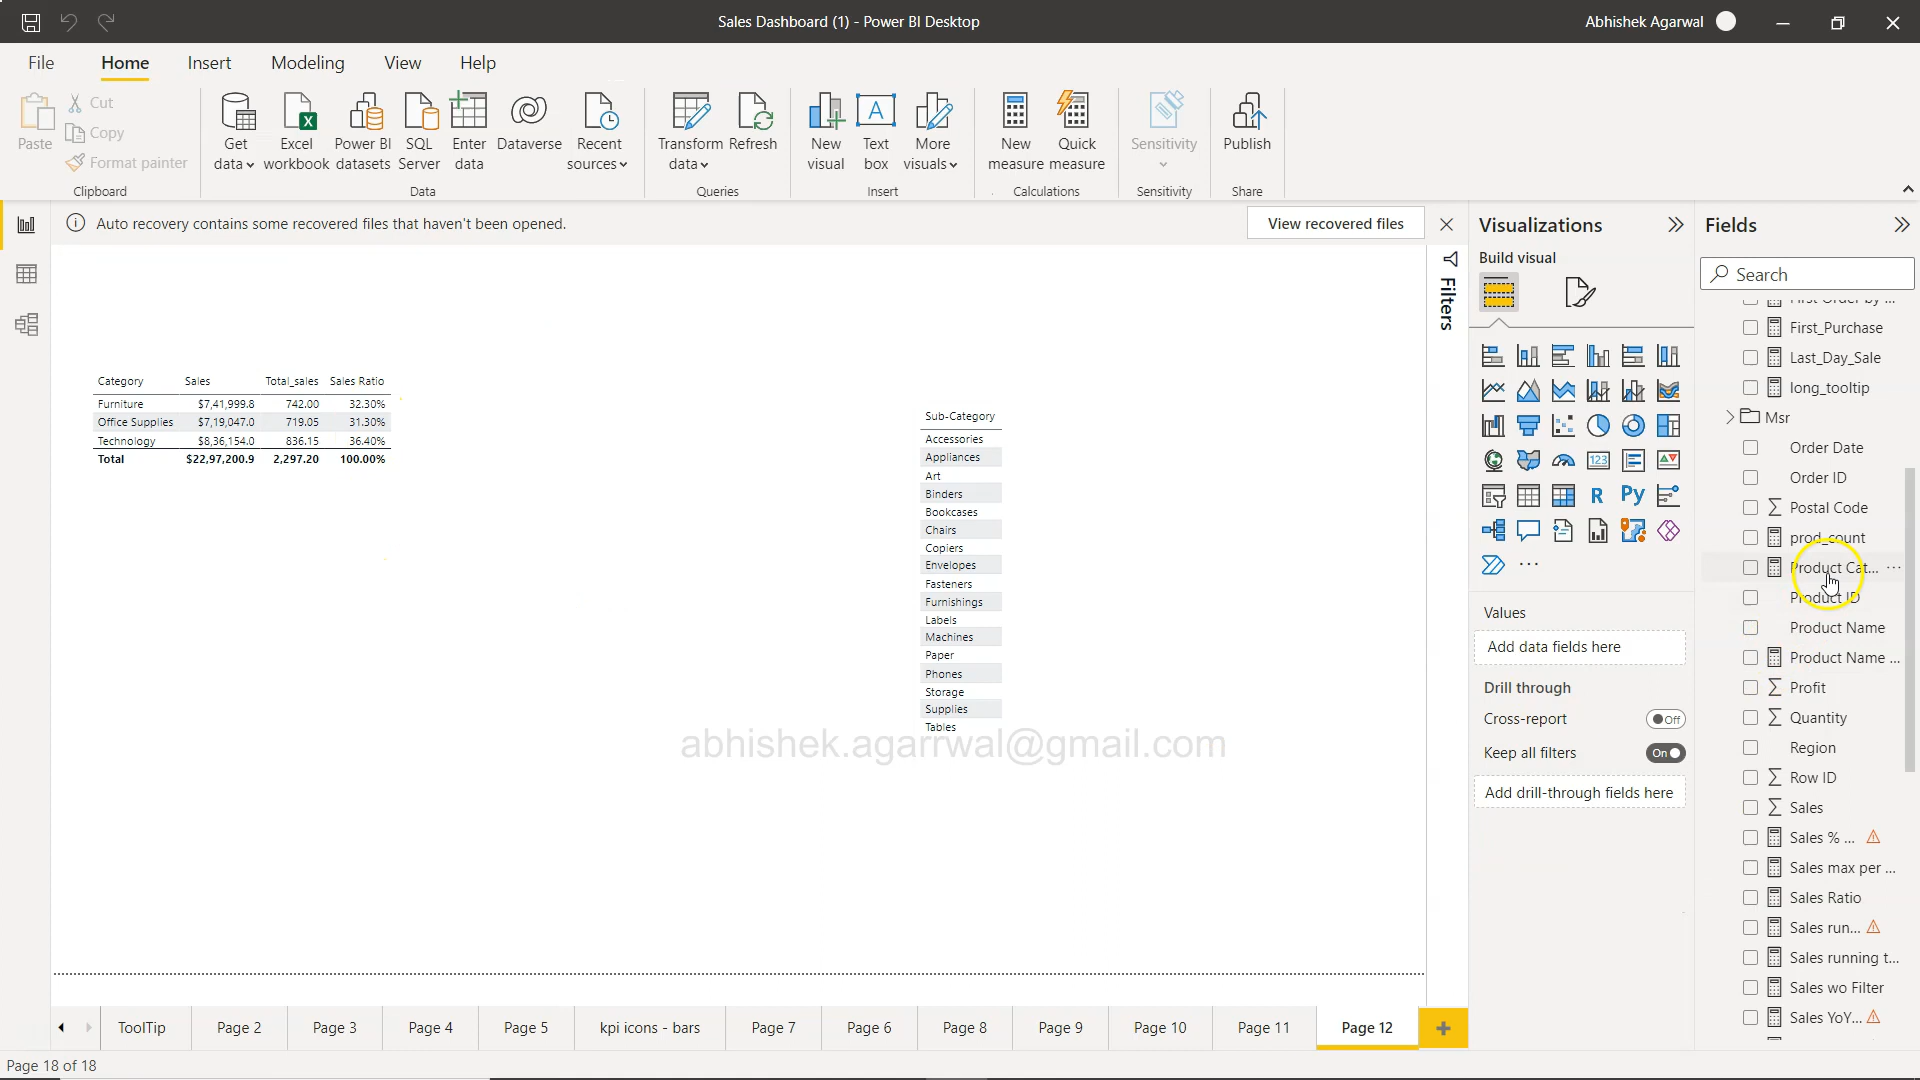 Sales Dashboard (1) - Power BI Desktop
Abhishek Agarwal
File Home Insert Modeling View Help
Paste
Cut
Copy
Format painter
Clipboard
Get data
Excel workbook
Power BI datasets
SQL Server
Enter data
Dataverse
Recent sources
Data
Transform data
Refresh
Queries
New visual
Text box
More visuals
Insert
New measure
Quick measure
Calculations
Sensitivity
Sensitivity
Publish
Share
Auto recovery contains some recovered files that haven't been opened.
View recovered files
Category Sales Total_sales Sales Ratio
Furniture $7,41,999.8 742.00 32.30%
Office Supplies $7,19,047.0 719.05 31.30%
Technology $8,36,154.0 836.15 36.40%
Total $22,97,200.9 2,297.20 100.00%
Sub-Category
Accessories
Appliances
Art
Binders
Bookcases
Chairs
Copiers
Envelopes
Fasteners
Furnishings
Labels
Machines
Paper
Phones
Storage
Supplies
Tables
abhishek.agarrwal@gmail.com
Filters
Visualizations
Build visual
123
R
Py
...
Values
Add data fields here
Drill through
Cross-report
Off
Keep all filters
On
Add drill-through fields here
Fields
Search
First Order by ...
First_Purchase
Last_Day_Sale
long_tooltip
Msr
Order Date
Order ID
Postal Code
prod_count
Product Cat... ...
Product ID
Product Name
Product Name ...
Profit
Quantity
Region
Row ID
Sales
Sales % ...
Sales max per ...
Sales Ratio
Sales run...
Sales running t...
Sales wo Filter
Sales YoY...
ToolTip Page 2 Page 3 Page 4 Page 5 kpi icons - bars Page 7 Page 6 Page 8 Page 9 Page 10 Page 11 Page 12
Page 18 of 18